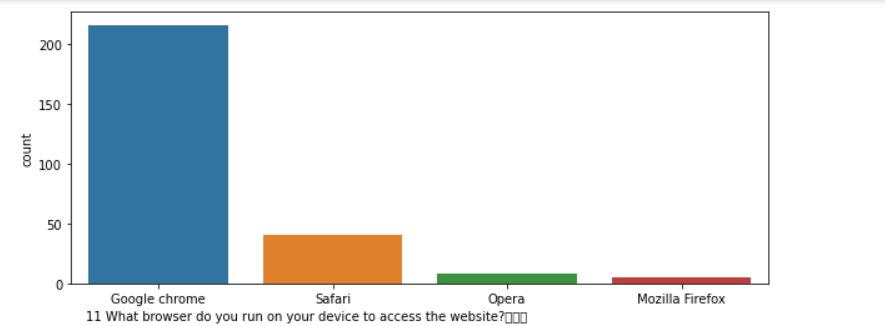 200
150
100
50
0
count
Google chrome Safari Opera Mozilla Firefox
11 What browser do you run on your device to access the website?